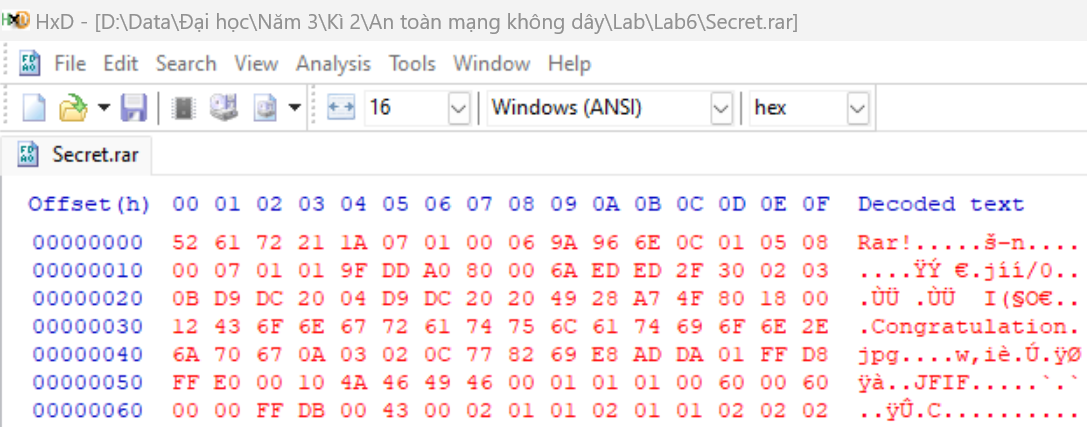 HxD - [D:\Data\Đại học\Năm 3\Kì 2\An toàn mạng không dây\Lab\Lab6\Secret.rar]
File Edit Search View Analysis Tools Window Help
16 Windows (ANSI) hex
Secret.rar
Offset(h) 00 01 02 03 04 05 06 07 08 09 0A 0B 0C 0D 0E 0F Decoded text
00000000 52 61 72 21 1A 07 01 00 06 9A 96 6E 0C 01 05 08 Rar!.....š–n....
00000010 00 07 01 01 9F DD A0 80 00 6A ED ED 2F 30 02 03 ....ŸÝ €.jíí/0..
00000020 0B D9 DC 20 04 D9 DC 20 20 49 28 A7 4F 80 18 00 .ÙÜ .ÙÜ  I(§O€..
00000030 12 43 6F 6E 67 72 61 74 75 6C 61 74 69 6F 6E 2E .Congratulation.
00000040 6A 70 67 0A 03 02 0C 77 82 69 E8 AD DA 01 FF D8 jpg....w‚iè.Ú.ÿØ
00000050 FF E0 00 10 4A 46 49 46 00 01 01 01 00 60 00 60 ÿà..JFIF.....`.`
00000060 00 00 FF DB 00 43 00 02 01 01 02 01 01 02 02 02 ..ÿÛ.C..........